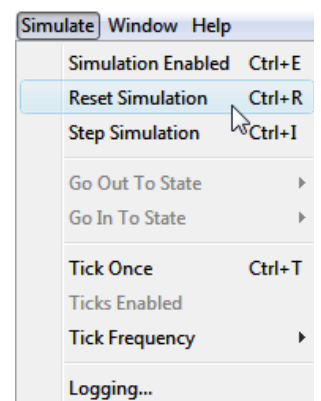 Simulate Window Help
Simulation Enabled Ctrl+E
Reset Simulation Ctrl+R
Step Simulation Ctrl+I
Go Out To State
Go In To State
Tick Once Ctrl+T
Ticks Enabled
Tick Frequency
Logging...